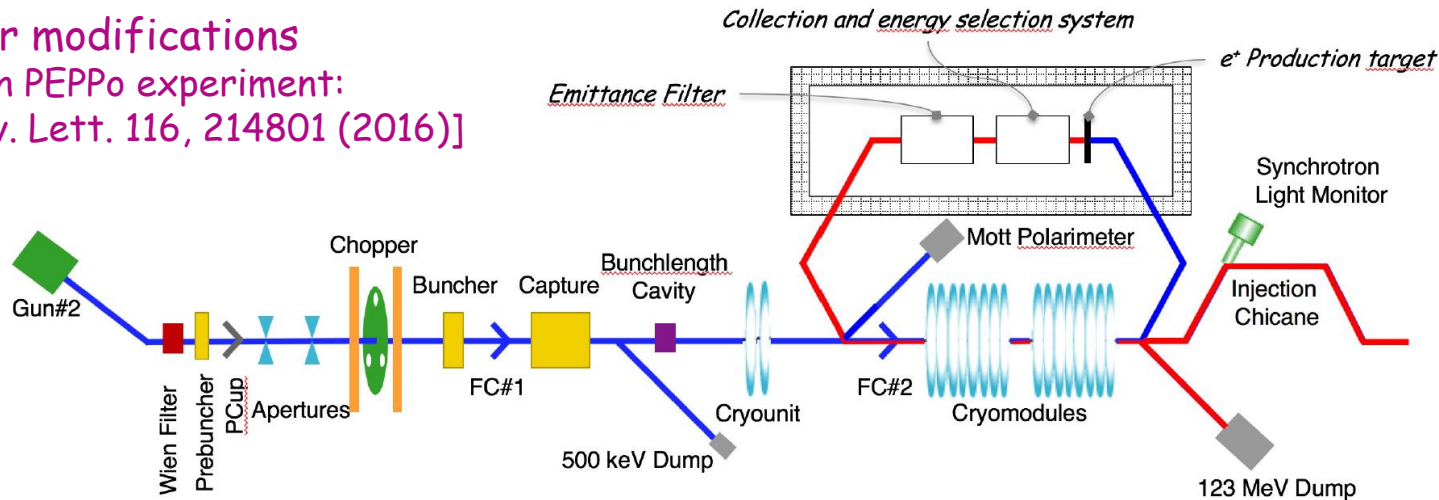 r modifications
n PEPPo experiment:
v. Lett. 116, 214801 (2016)]
Collection and energy selection system
e⁺ Production target
Emittance Filter
Synchrotron
Light Monitor
Mott Polarimeter
Chopper
Bunchlength
Cavity
Buncher
Capture
Injection
Chicane
Gun#2
FC#1
FC#2
Wien Filter
Prebuncher
PCup
Apertures
Cryounit
Cryomodules
500 keV Dump
123 MeV Dump